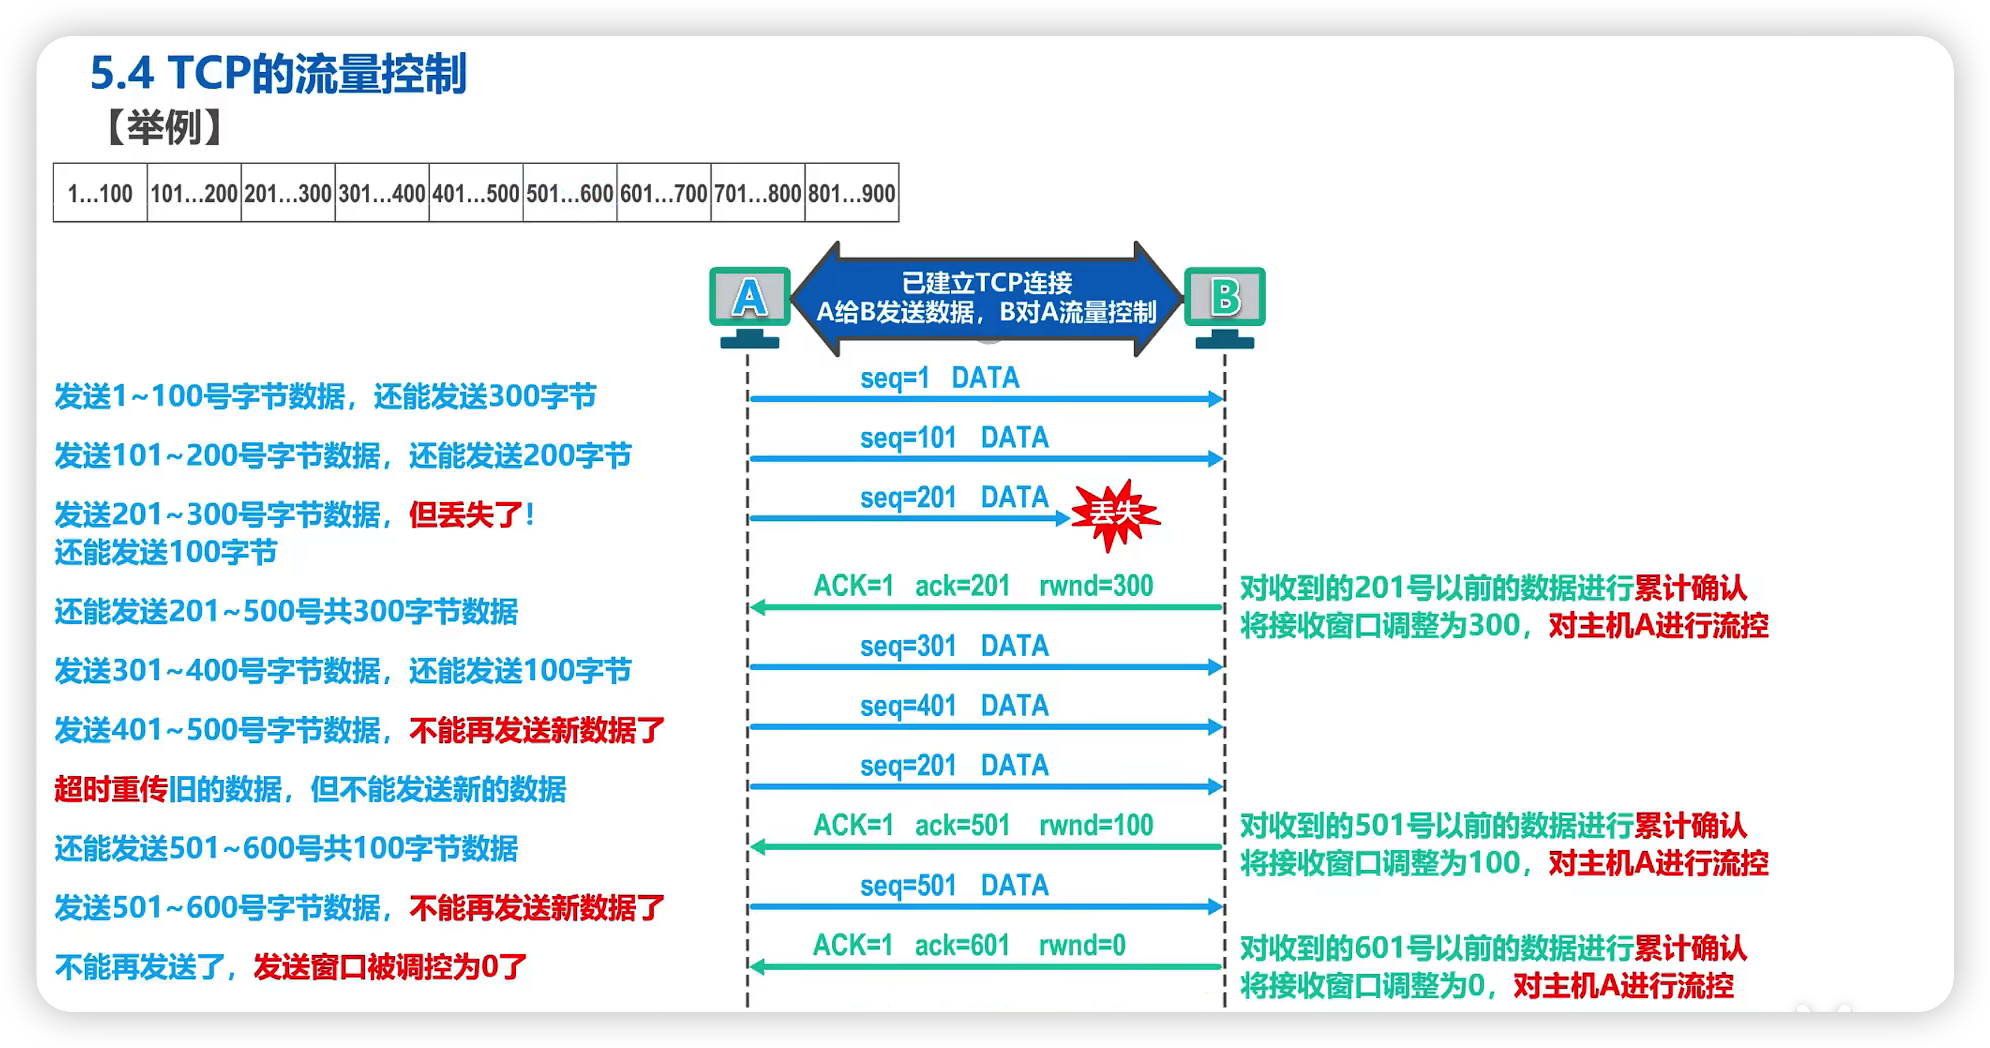 5.4 TCP的流量控制
【举例】
1...100 101...200 201...300 301...400 401...500 501...600 601...700 701...800 801...900
A
已建立TCP连接
A给B发送数据，B对A流量控制
B
发送1~100号字节数据，还能发送300字节
seq=1 DATA
发送101~200号字节数据，还能发送200字节
seq=101 DATA
发送201~300号字节数据，但丢失了！
还能发送100字节
seq=201 DATA
丢失
还能发送201~500号共300字节数据
ACK=1 ack=201 rwnd=300
对收到的201号以前的数据进行累计确认
将接收窗口调整为300，对主机A进行流控
发送301~400号字节数据，还能发送100字节
seq=301 DATA
发送401~500号字节数据，不能再发送新数据了
seq=401 DATA
超时重传旧的数据，但不能发送新的数据
seq=201 DATA
还能发送501~600号共100字节数据
ACK=1 ack=501 rwnd=100
对收到的501号以前的数据进行累计确认
将接收窗口调整为100，对主机A进行流控
发送501~600号字节数据，不能再发送新数据了
seq=501 DATA
不能再发送了，发送窗口被调控为0了
ACK=1 ack=601 rwnd=0
对收到的601号以前的数据进行累计确认
将接收窗口调整为0，对主机A进行流控